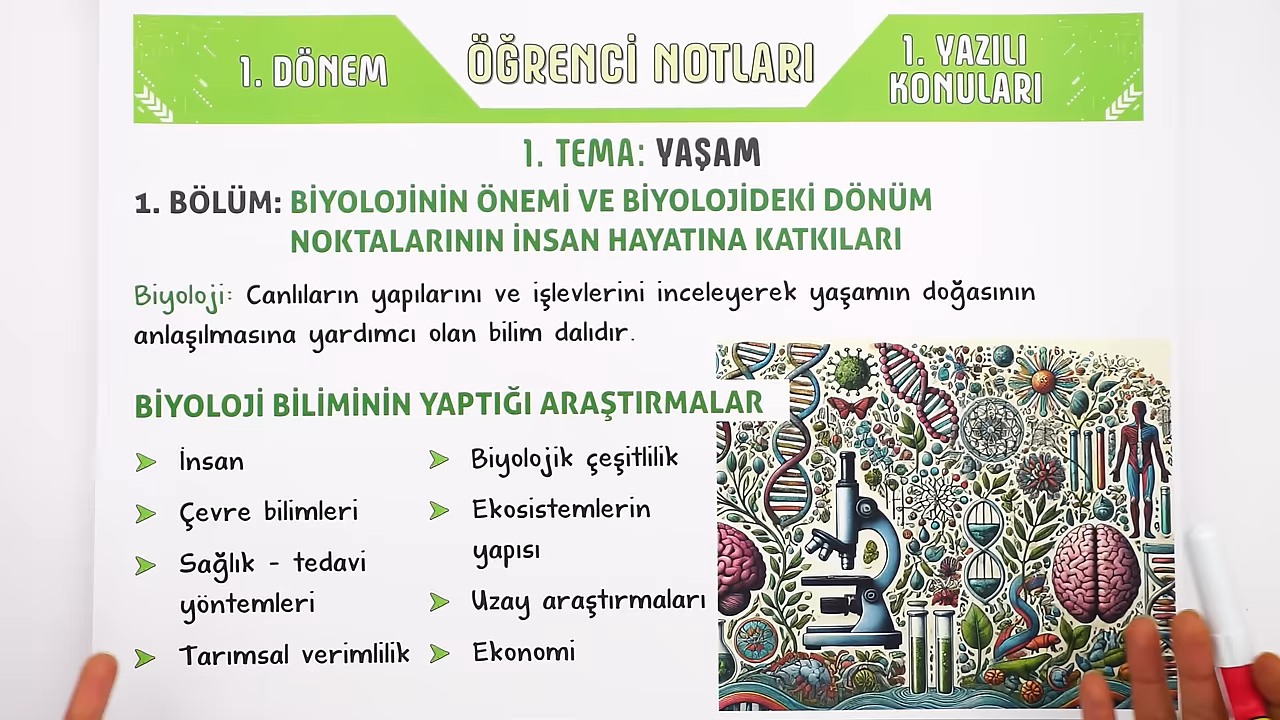 1. DÖNEM
ÖĞRENCİ NOTLARI
1. YAZILI
KONULARI
1. TEMA: YAŞAM
1. BÖLÜM: BİYOLOJİNİN ÖNEMİ VE BİYOLOJİDEKİ DÖNÜM
NOKTALARININ İNSAN HAYATINA KATKILARI
Biyoloji: Canlıların yapılarını ve işlevlerini inceleyerek yaşamın doğasının
anlaşılmasına yardımcı olan bilim dalıdır.
BİYOLOJİ BİLİMİNİN YAPTIĞI ARAŞTIRMALAR
İnsan
Çevre bilimleri
Sağlık - tedavi
yöntemleri
Tarımsal verimlilik
Biyolojik çeşitlilik
Ekosistemlerin
yapısı
Uzay araştırmaları
Ekonomi